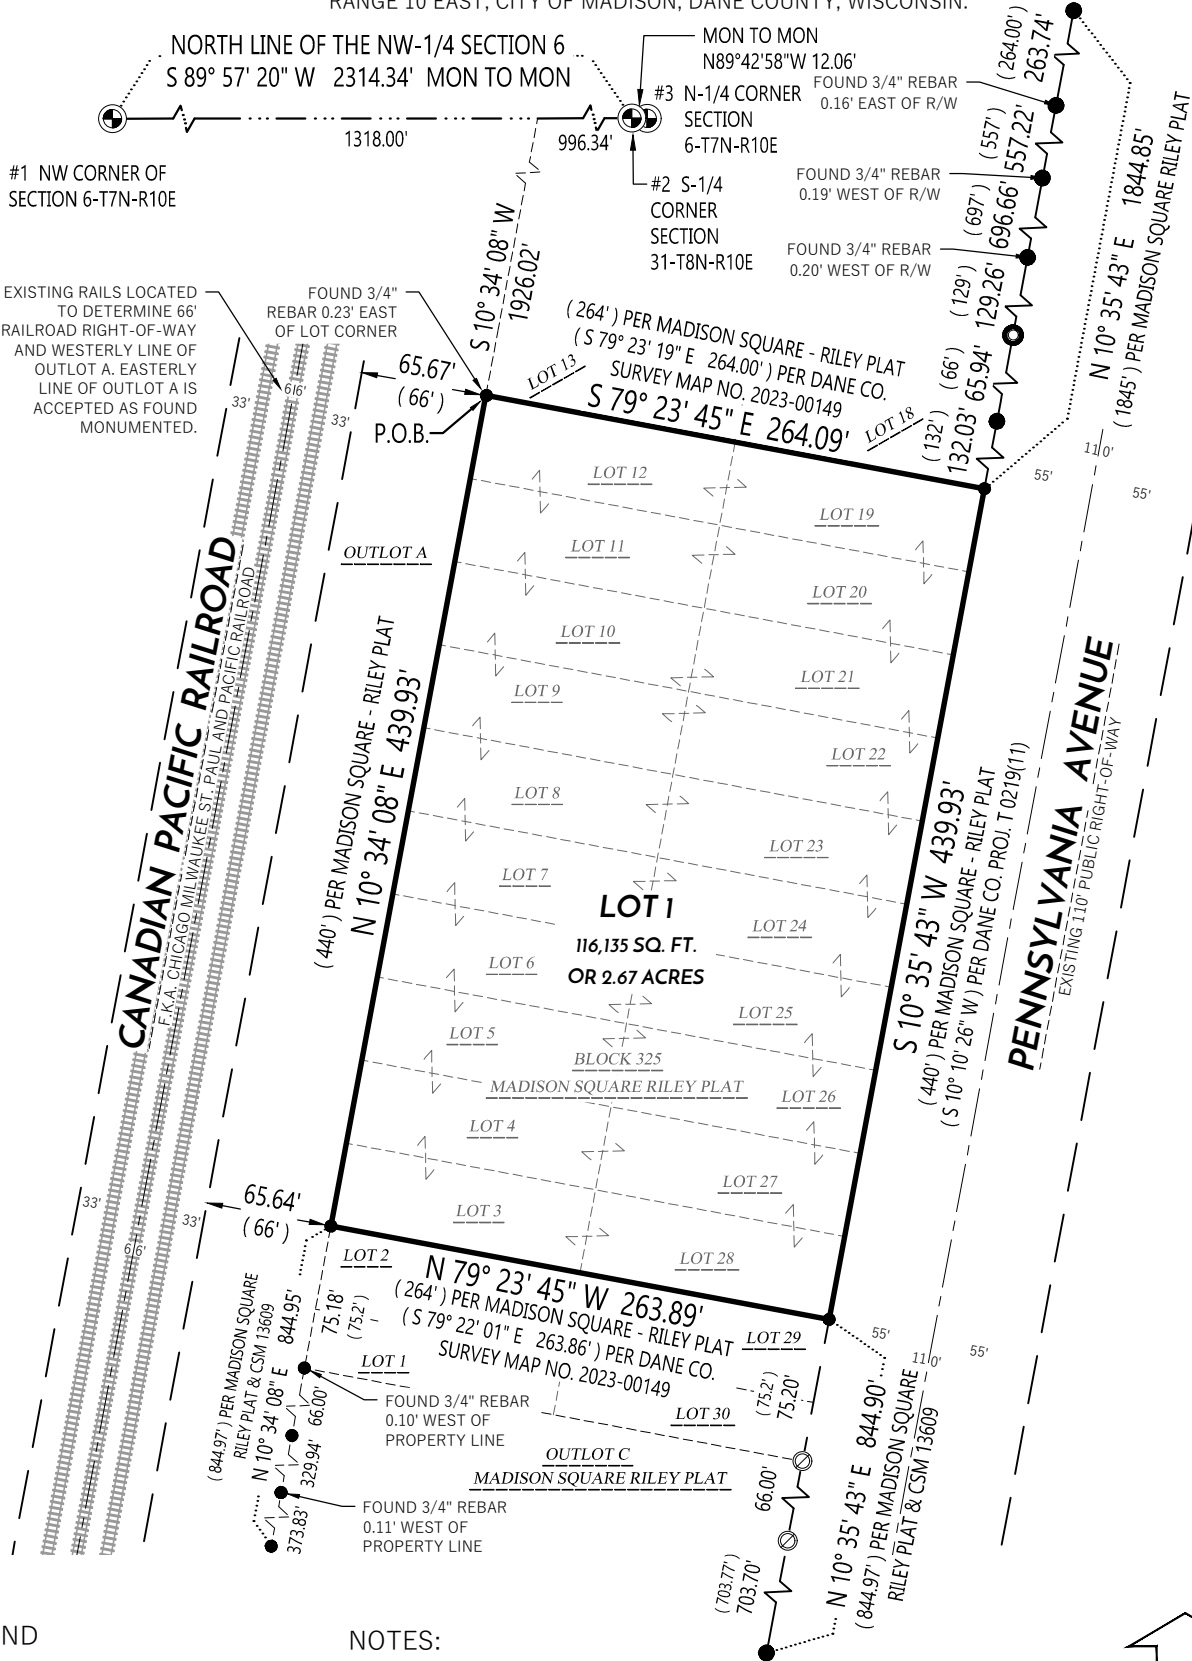 RANGE 10 EAST, CITY OF MADISON, DANE COUNTY, WISCONSIN.
NORTH LINE OF THE NW-1/4 SECTION 6
S 89° 57' 20" W 2314.34' MON TO MON
1318.00'
996.34'
MON TO MON
N89°42'58"W 12.06'
#3 N-1/4 CORNER
SECTION
6-T7N-R10E
#2 S-1/4
CORNER
SECTION
31-T8N-R10E
#1 NW CORNER OF
SECTION 6-T7N-R10E
FOUND 3/4" REBAR
0.16' EAST OF R/W
FOUND 3/4" REBAR
0.19' WEST OF R/W
FOUND 3/4" REBAR
0.20' WEST OF R/W
(264.00')
263.74'
(557')
557.22'
(697')
696.66'
(129')
129.26'
(66')
65.94'
(132')
132.03'
N 10° 35' 43" E 1844.85'
(1845') PER MADISON SQUARE RILEY PLAT
S 10° 34' 08" W
1926.02'
EXISTING RAILS LOCATED
TO DETERMINE 66'
RAILROAD RIGHT-OF-WAY
AND WESTERLY LINE OF
OUTLOT A. EASTERLY
LINE OF OUTLOT A IS
ACCEPTED AS FOUND
MONUMENTED.
FOUND 3/4"
REBAR 0.23' EAST
OF LOT CORNER
33'
66'
33'
65.67'
(66')
P.O.B.
LOT 13
(264') PER MADISON SQUARE - RILEY PLAT
(S 79° 23' 19" E 264.00') PER DANE CO.
SURVEY MAP NO. 2023-00149
S 79° 23' 45" E 264.09'
LOT 18
55'
110'
55'
LOT 12
LOT 19
LOT 11
LOT 20
LOT 10
LOT 21
LOT 9
LOT 22
LOT 8
LOT 23
LOT 7
LOT 24
LOT 6
LOT 25
LOT 5
LOT 26
LOT 4
LOT 27
LOT 3
LOT 28
LOT 1
116,135 SQ. FT.
OR 2.67 ACRES
BLOCK 325
MADISON SQUARE RILEY PLAT
OUTLOT A
CANADIAN PACIFIC RAILROAD
F.K.A. CHICAGO MILWAUKEE ST. PAUL AND PACIFIC RAILROAD
(440') PER MADISON SQUARE - RILEY PLAT
N 10° 34' 08" E 439.93'
S 10° 35' 43" W 439.93'
(440') PER MADISON SQUARE - RILEY PLAT
(S 10° 10' 26" W) PER DANE CO. PROJ. T 0219(11)
PENNSYLVANIA AVENUE
EXISTING 110' PUBLIC RIGHT-OF-WAY
33'
66'
33'
65.64'
(66')
LOT 2
N 79° 23' 45" W 263.89'
(264') PER MADISON SQUARE - RILEY PLAT
(S 79° 22' 01" E 263.86') PER DANE CO.
SURVEY MAP NO. 2023-00149
LOT 29
LOT 1
LOT 30
(844.97') PER MADISON SQUARE
RILEY PLAT & CSM 13609
N 10° 34' 08" E 844.95'
75.18'
(75.2')
66.00'
329.94'
373.83'
FOUND 3/4" REBAR
0.10' WEST OF
PROPERTY LINE
FOUND 3/4" REBAR
0.11' WEST OF
PROPERTY LINE
OUTLOT C
MADISON SQUARE RILEY PLAT
(75.2')
75.20'
66.00'
(703.77')
703.70'
55'
110'
55'
N 10° 35' 43" E 844.90'
(844.97') PER MADISON SQUARE
RILEY PLAT & CSM 13609
ND
NOTES: